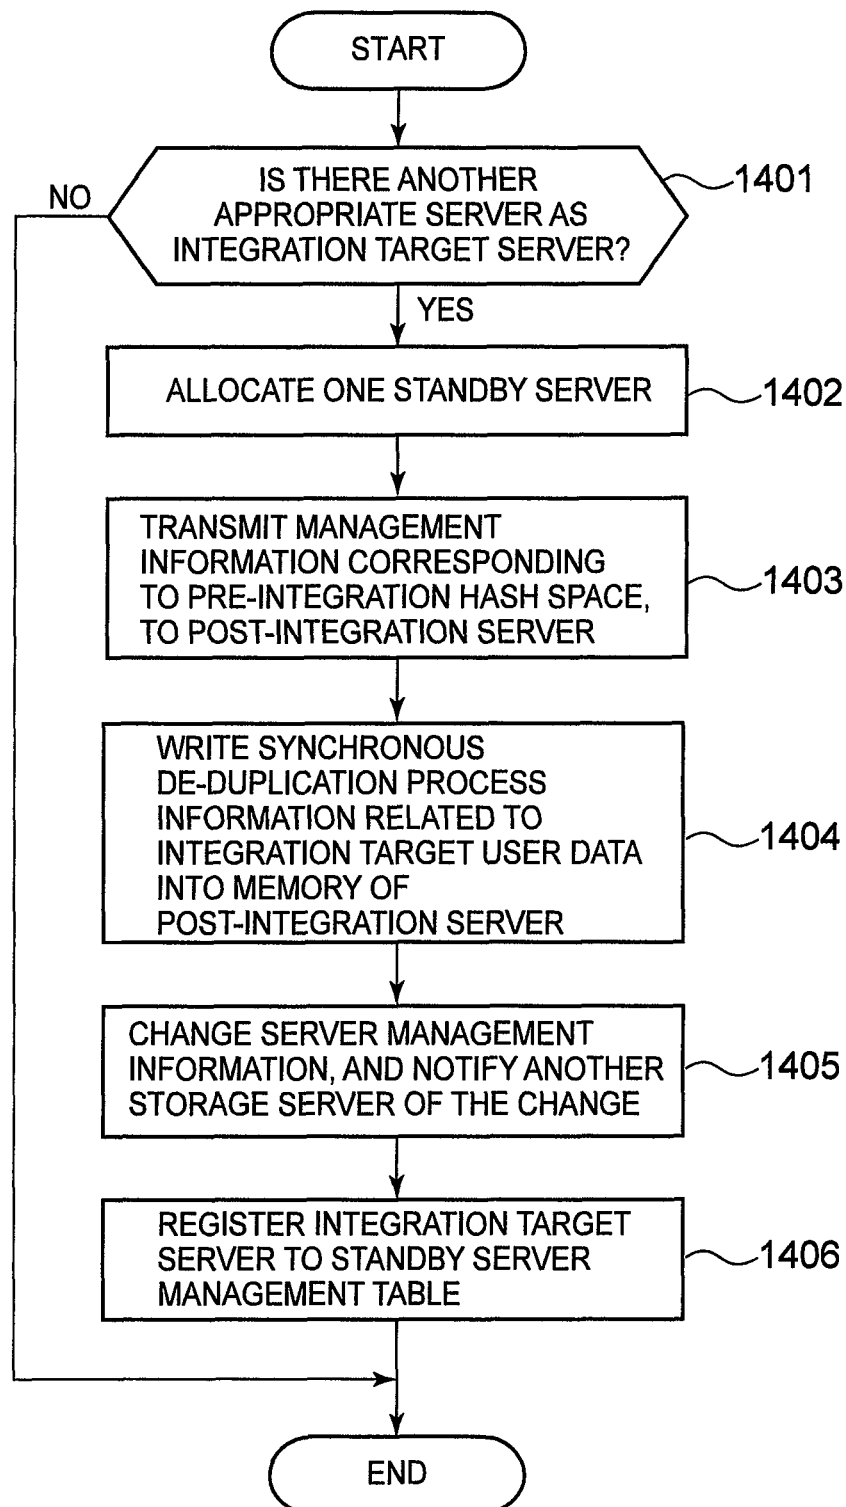 START
IS THERE ANOTHER
APPROPRIATE SERVER AS
INTEGRATION TARGET SERVER?
1401
NO
YES
ALLOCATE ONE STANDBY SERVER
1402
TRANSMIT MANAGEMENT
INFORMATION CORRESPONDING
TO PRE-INTEGRATION HASH SPACE,
TO POST-INTEGRATION SERVER
1403
WRITE SYNCHRONOUS
DE-DUPLICATION PROCESS
INFORMATION RELATED TO
INTEGRATION TARGET USER DATA
INTO MEMORY OF
POST-INTEGRATION SERVER
1404
CHANGE SERVER MANAGEMENT
INFORMATION, AND NOTIFY ANOTHER
STORAGE SERVER OF THE CHANGE
1405
REGISTER INTEGRATION TARGET
SERVER TO STANDBY SERVER
MANAGEMENT TABLE
1406
END